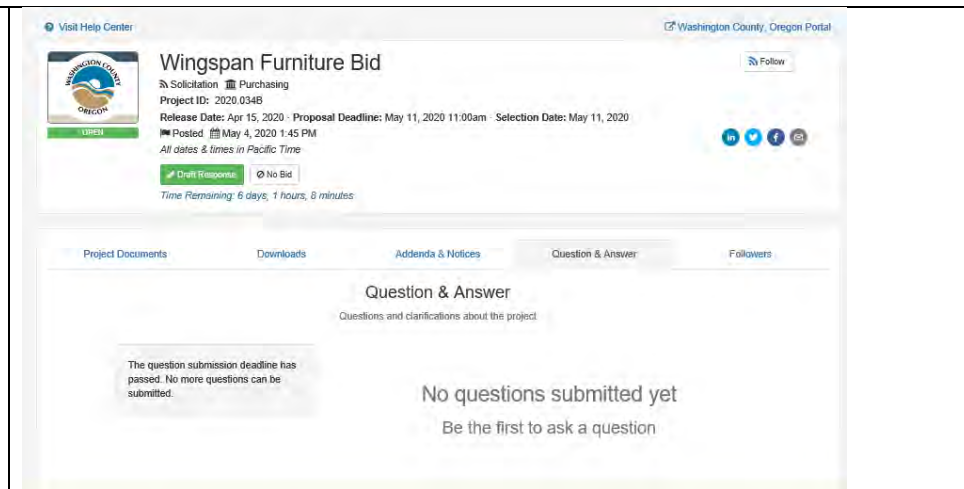 Visit Help Center
Washington County, Oregon Portal
WASHINGTON COUNTY
OREGON
OPEN
Wingspan Furniture Bid
Follow
Solicitation Purchasing
Project ID: 2020.034B
Release Date: Apr 15, 2020 · Proposal Deadline: May 11, 2020 11:00am · Selection Date: May 11, 2020
Posted May 4, 2020 1:45 PM
All dates & times in Pacific Time
Draft Response No Bid
Time Remaining: 6 days, 1 hours, 8 minutes
Project Documents Downloads Addenda & Notices Question & Answer Followers
Question & Answer
Questions and clarifications about the project
The question submission deadline has
passed. No more questions can be
submitted.
No questions submitted yet
Be the first to ask a question